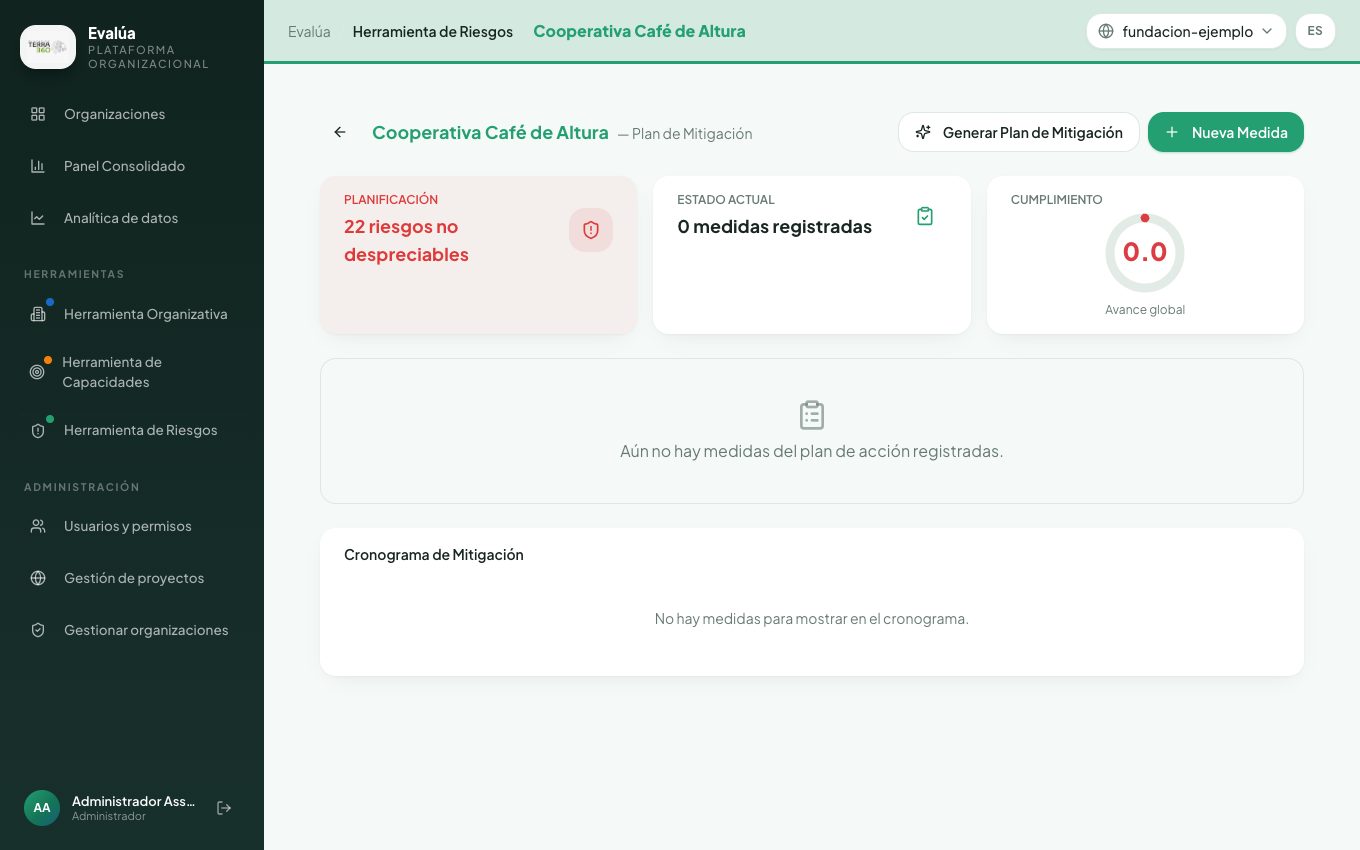 Evalúa
PLATAFORMA
ORGANIZACIONAL
Organizaciones
Panel Consolidado
Analítica de datos
HERRAMIENTAS
Herramienta Organizativa
Herramienta de
Capacidades
Herramienta de Riesgos
ADMINISTRACIÓN
Usuarios y permisos
Gestión de proyectos
Gestionar organizaciones
AA
Administrador Ass...
Administrador
Evalúa
Herramienta de Riesgos
Cooperativa Café de Altura
fundacion-ejemplo
ES
Cooperativa Café de Altura — Plan de Mitigación
Generar Plan de Mitigación
Nueva Medida
PLANIFICACIÓN
22 riesgos no
despreciables
ESTADO ACTUAL
0 medidas registradas
CUMPLIMIENTO
0.0
Avance global
Aún no hay medidas del plan de acción registradas.
Cronograma de Mitigación
No hay medidas para mostrar en el cronograma.